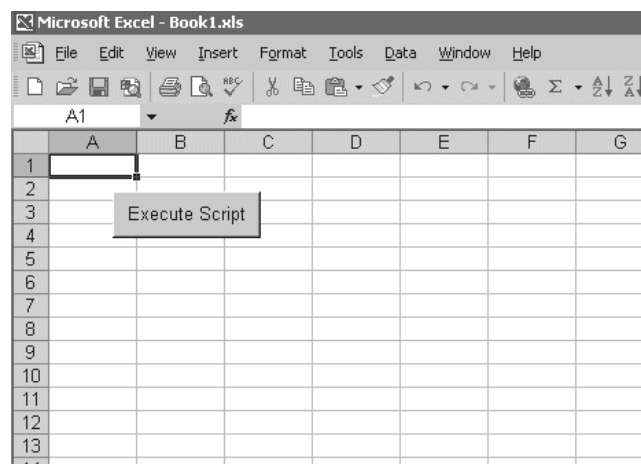 Microsoft Excel - Book1.xls
File Edit View Insert Format Tools Data Window Help
ABC Σ A Z Z A
A1 fx
A B C D E F G
1
2
3 Execute Script
4
5
6
7
8
9
10
11
12
13